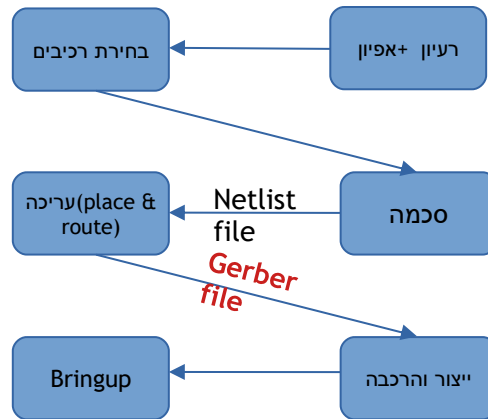 רעיון +אפיון
בחירת רכיבים
סכמה
Netlist
file
עריכה(place &
route)
Gerber
file
ייצור והרכבה
Bringup